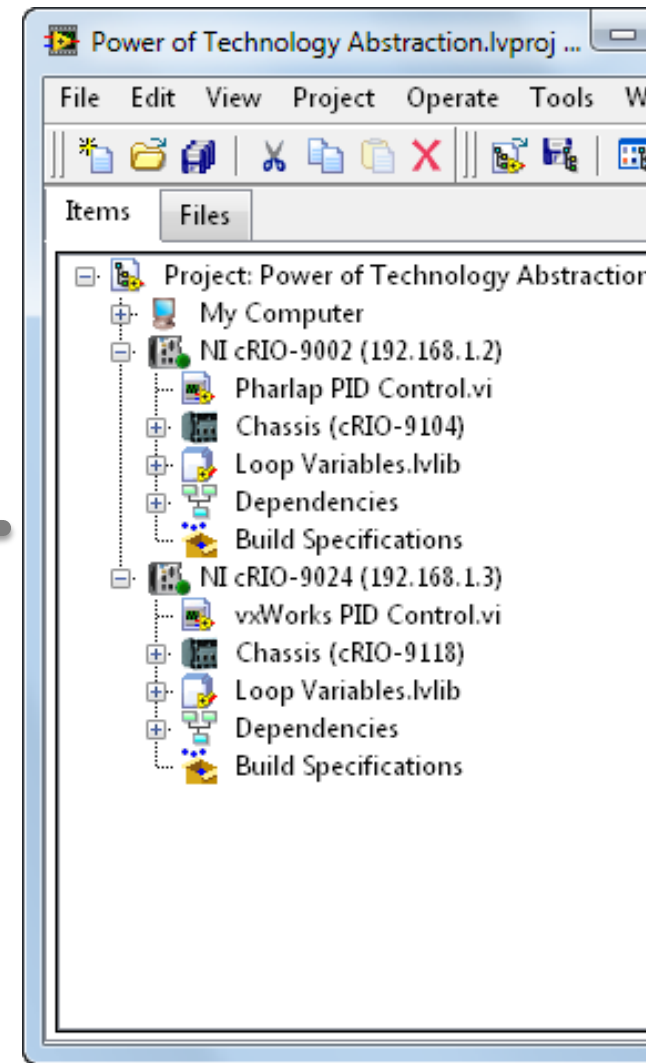 Power of Technology Abstraction.lvproj ...
File Edit View Project Operate Tools W
Items Files
Project: Power of Technology Abstraction
My Computer
NI cRIO-9002 (192.168.1.2)
Pharlap PID Control.vi
Chassis (cRIO-9104)
Loop Variables.lvlib
Dependencies
Build Specifications
NI cRIO-9024 (192.168.1.3)
vxWorks PID Control.vi
Chassis (cRIO-9118)
Loop Variables.lvlib
Dependencies
Build Specifications